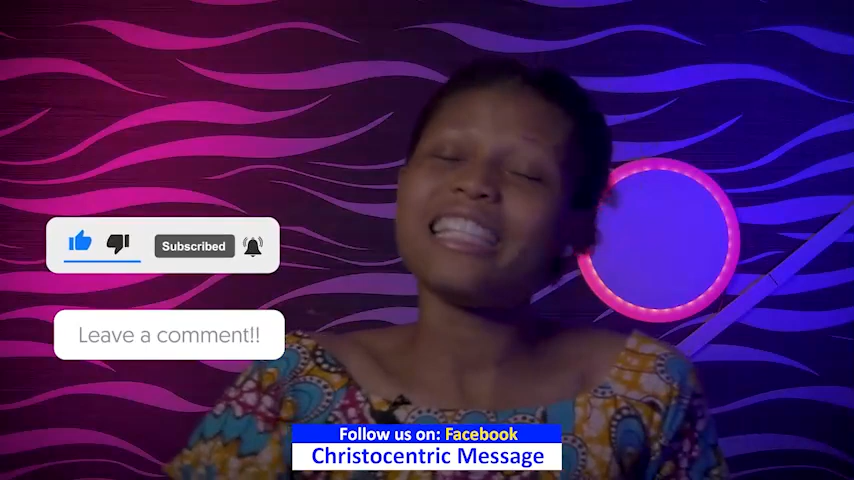 Subscribed
Leave a comment!!
Follow us on: Facebook
Christocentric Message